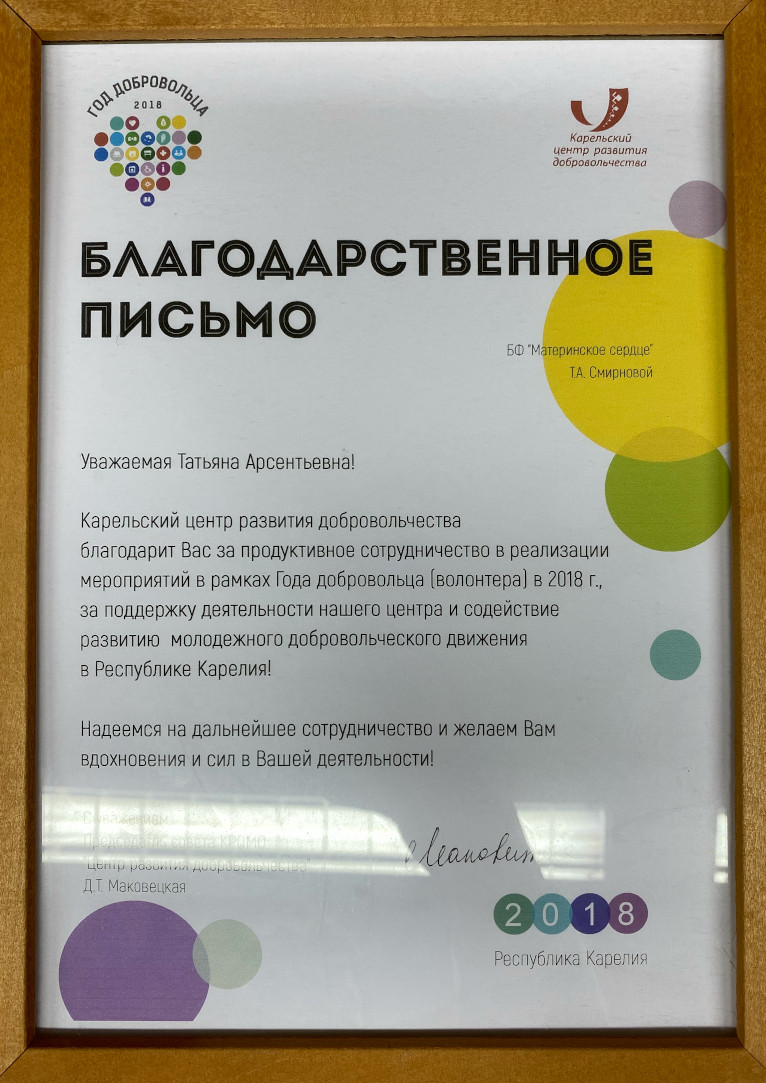 ГОД ДОБРОВОЛЬЦА
2018
Карельский
центр развития
добровольчества
БЛАГОДАРСТВЕННОЕ
ПИСЬМО
БФ "Материнское сердце"
Т.А. Смирновой
Уважаемая Татьяна Арсентьевна!
Карельский центр развития добровольчества
благодарит Вас за продуктивное сотрудничество в реализации
мероприятий в рамках Года добровольца (волонтера) в 2018 г.,
за поддержку деятельности нашего центра и содействие
развитию молодежного добровольческого движения
в Республике Карелия!
Надеемся на дальнейшее сотрудничество и желаем Вам
вдохновения и сил в Вашей деятельности!
С уважением,
Председатель совета КРОМО
"Центр развития добровольчества"
Д.Т. Маковецкая
2018
Республика Карелия